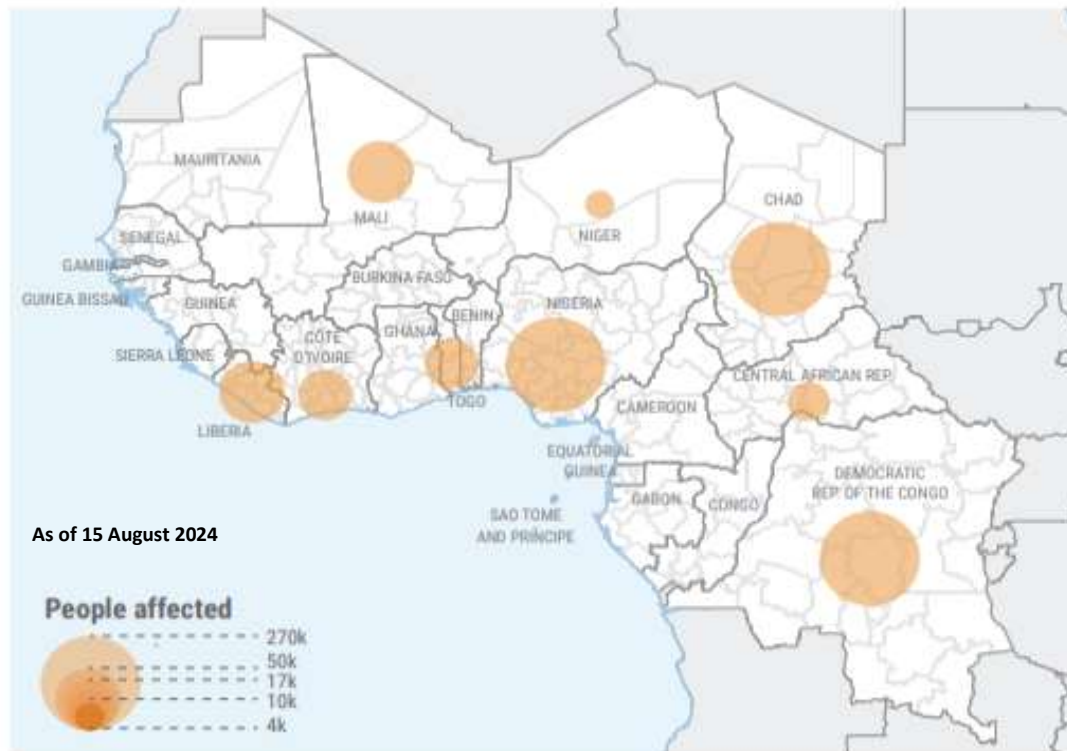 MAURITANIA
MALI
NIGER
CHAD
SENEGAL
GAMBIA
GUINEA BISSAU
GUINEA
BURKINA FASO
BENIN
NIGERIA
SIERRA LEONE
CÔTE
D'IVOIRE
GHANA
TOGO
LIBERIA
CENTRAL AFRICAN REP.
CAMEROON
EQUATORIAL
GUINEA
GABON
CONGO
DEMOCRATIC
REP. OF THE CONGO
SAO TOME
AND PRÍNCIPE
As of 15 August 2024
People affected
270k
50k
17k
10k
4k